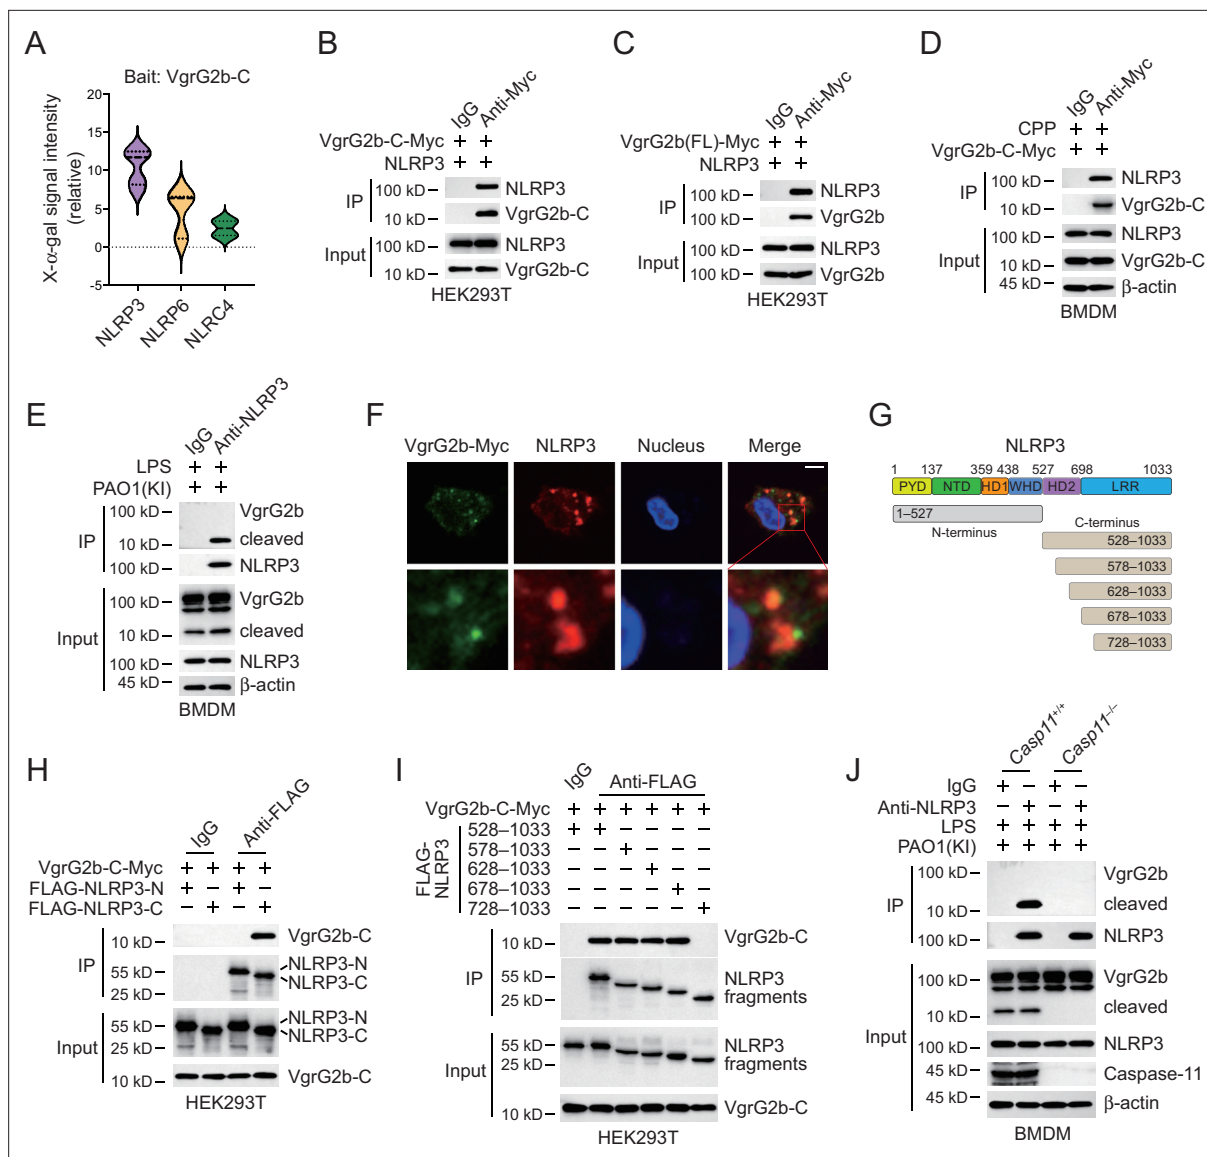 A
Bait: VgrG2b-C
X-α-gal signal intensity
(relative)
20
15
10
5
0
-5
NLRP3
NLRP6
NLRC4
B
IgG
Anti-Myc
VgrG2b-C-Myc + +
NLRP3 + +
IP
100 kD
NLRP3
10 kD
VgrG2b-C
Input
100 kD
NLRP3
10 kD
VgrG2b-C
HEK293T
C
IgG
Anti-Myc
VgrG2b(FL)-Myc + +
NLRP3 + +
IP
100 kD
NLRP3
10 kD
VgrG2b
Input
100 kD
NLRP3
100 kD
VgrG2b
HEK293T
D
IgG
Anti-Myc
CPP + +
VgrG2b-C-Myc + +
IP
100 kD
NLRP3
10 kD
VgrG2b-C
Input
100 kD
NLRP3
10 kD
VgrG2b-C
45 kD
β-actin
BMDM
E
IgG
Anti-NLRP3
LPS + +
PAO1(KI) + +
IP
100 kD
VgrG2b
10 kD
cleaved
100 kD
NLRP3
Input
100 kD
VgrG2b
10 kD
cleaved
100 kD
NLRP3
45 kD
β-actin
BMDM
F
VgrG2b-Myc NLRP3 Nucleus Merge
G
NLRP3
1 137 359 438 527 698 1033
PYD NTD HD1 WHD HD2 LRR
1–527
N-terminus
C-terminus
528–1033
578–1033
628–1033
678–1033
728–1033
H
IgG
Anti-FLAG
VgrG2b-C-Myc + + + +
FLAG-NLRP3-N + – + –
FLAG-NLRP3-C – + – +
IP
10 kD
VgrG2b-C
55 kD
NLRP3-N
NLRP3-C
25 kD
Input
55 kD
NLRP3-N
NLRP3-C
25 kD
10 kD
VgrG2b-C
HEK293T
I
IgG
Anti-FLAG
VgrG2b-C-Myc + + + + + +
FLAG-
NLRP3
528–1033 + + – – – –
578–1033 – – + – – –
628–1033 – – – + – –
678–1033 – – – – + –
728–1033 – – – – – +
IP
10 kD
VgrG2b-C
55 kD
25 kD
NLRP3
fragments
Input
55 kD
25 kD
NLRP3
fragments
10 kD
VgrG2b-C
HEK293T
J
Casp11+/+
Casp11–/–
IgG + – + –
Anti-NLRP3 – + – +
LPS + + + +
PAO1(KI) + + + +
IP
100 kD
VgrG2b
10 kD
cleaved
100 kD
NLRP3
Input
100 kD
VgrG2b
10 kD
cleaved
100 kD
NLRP3
45 kD
Caspase-11
45 kD
β-actin
BMDM